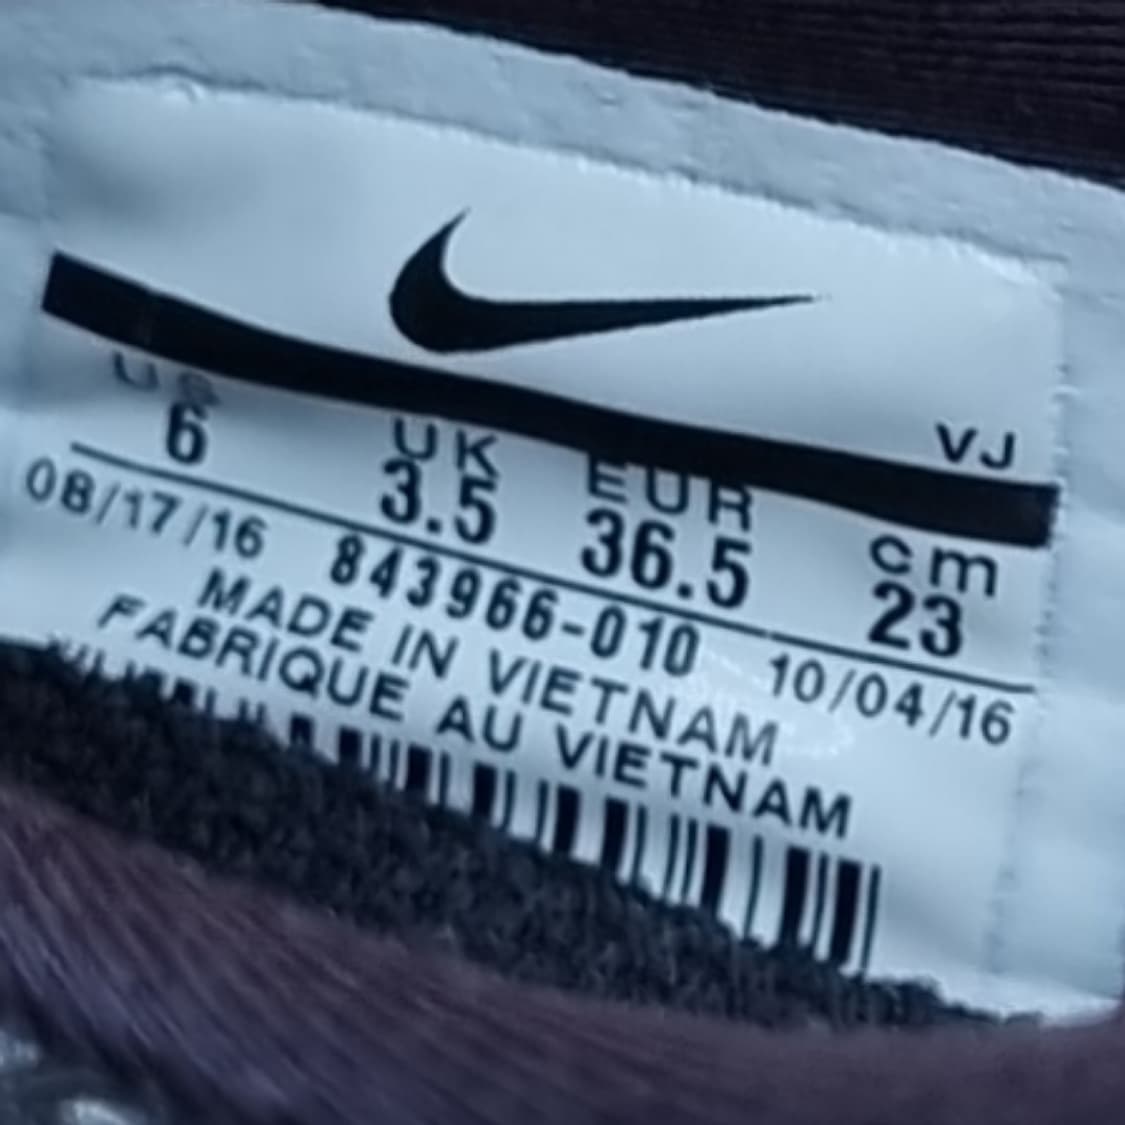 VJ
US UK EUR cm
6 3.5 36.5 23
08/17/16 843966-010 10/04/16
MADE IN VIETNAM
FABRIQUE AU VIETNAM